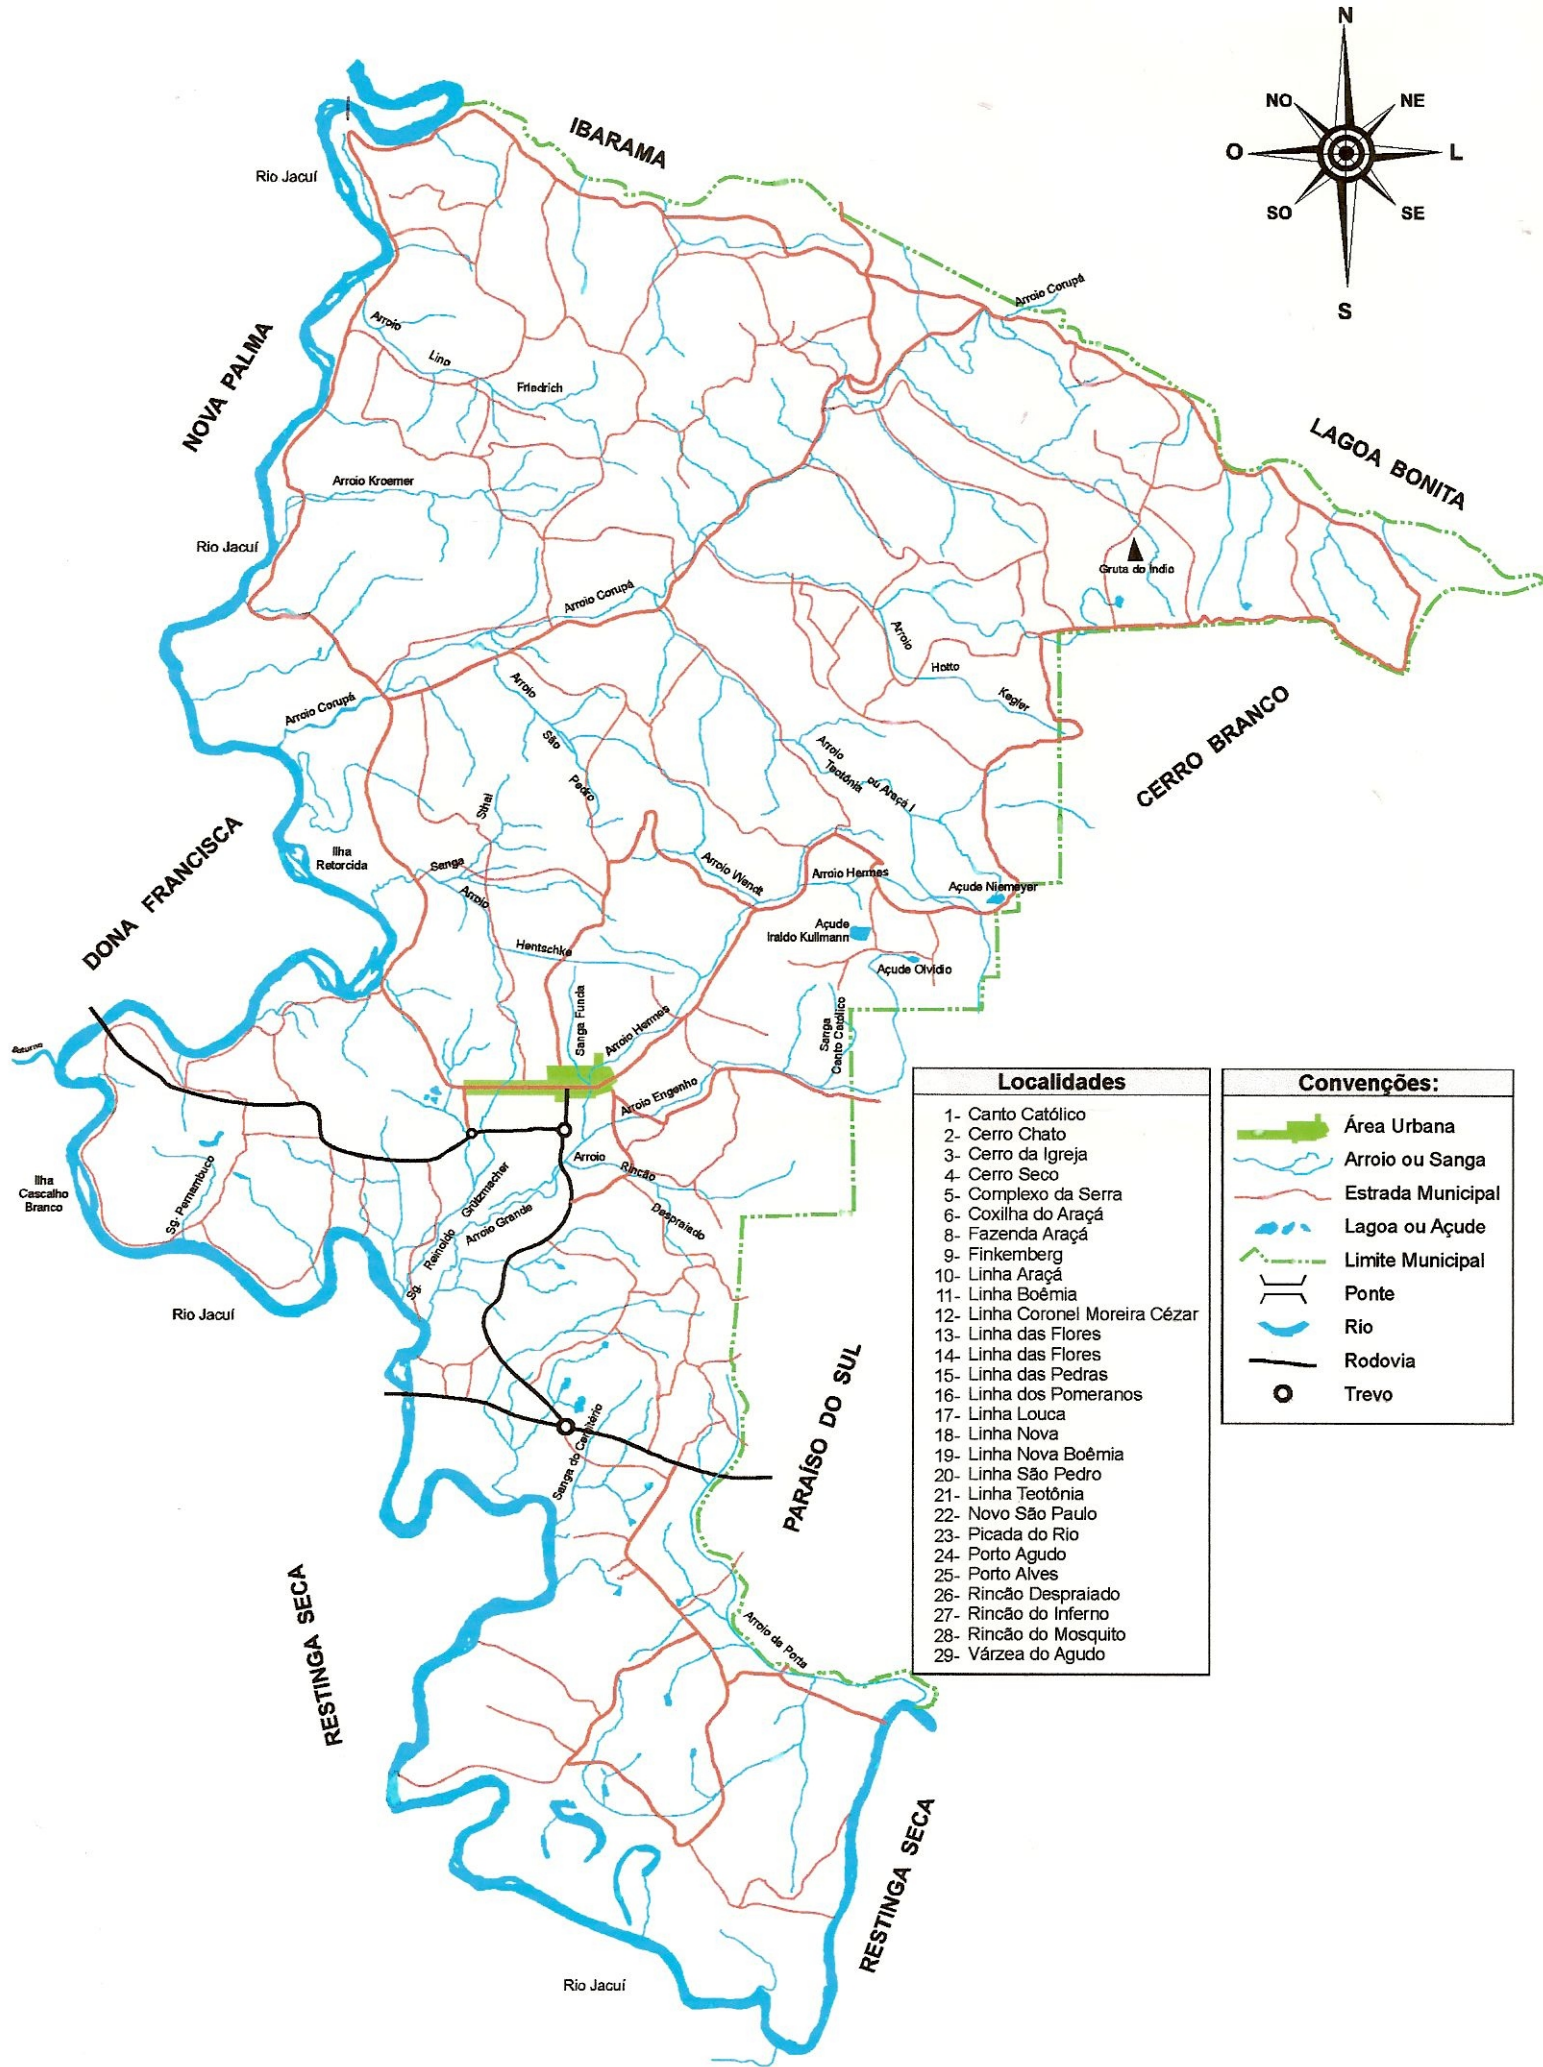 N
NO
NE
O
L
SO
SE
S
IBARAMA
Rio Jacuí
Arroio Corupá
Arroio
Lino
Friedrich
NOVA PALMA
LAGOA BONITA
Arroio Kroemer
Rio Jacuí
Gruta do Índio
Arroio Corupá
Arroio
Hotto
Kegler
Arroio Corupá
Arroio
São
Pedro
Arroio
Teotônia
ou Araçá I
CERRO BRANCO
Sthal
DONA FRANCISCA
Ilha
Retorcida
Sanga
Arroio
Hentschke
Arroio Wendt
Arroio Hermes
Açude Niemeyer
Açude
Iraldo Kullmann
Açude Olvidio
Sanga Funda
Arroio Hermes
Sanga
Canto Católico
Soturno
Arroio Engenho
Arroio
Rincão
Despraiado
Ilha
Cascalho
Branco
Sg. Pernambuco
Sg. Reinoldo Grützmacher
Arroio Grande
Rio Jacuí
Sanga do Cemitério
PARAÍSO DO SUL
RESTINGA SECA
Arroio da Porta
RESTINGA SECA
Rio Jacuí
Localidades
1- Canto Católico
2- Cerro Chato
3- Cerro da Igreja
4- Cerro Seco
5- Complexo da Serra
6- Coxilha do Araçá
8- Fazenda Araçá
9- Finkemberg
10- Linha Araçá
11- Linha Boêmia
12- Linha Coronel Moreira Cézar
13- Linha das Flores
14- Linha das Flores
15- Linha das Pedras
16- Linha dos Pomeranos
17- Linha Louca
18- Linha Nova
19- Linha Nova Boêmia
20- Linha São Pedro
21- Linha Teotônia
22- Novo São Paulo
23- Picada do Rio
24- Porto Agudo
25- Porto Alves
26- Rincão Despraiado
27- Rincão do Inferno
28- Rincão do Mosquito
29- Várzea do Agudo
Convenções:
Área Urbana
Arroio ou Sanga
Estrada Municipal
Lagoa ou Açude
Limite Municipal
Ponte
Rio
Rodovia
Trevo